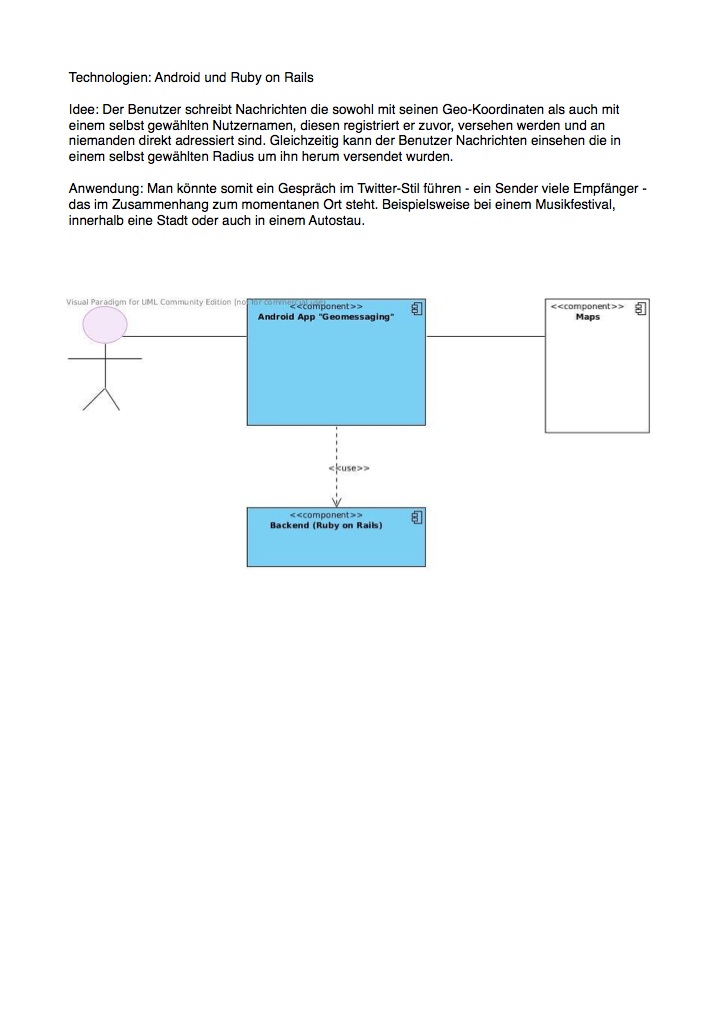 Technologien: Android und Ruby on Rails
Idee: Der Benutzer schreibt Nachrichten die sowohl mit seinen Geo-Koordinaten als auch mit
einem selbst gewählten Nutzernamen, diesen registriert er zuvor, versehen werden und an
niemanden direkt adressiert sind. Gleichzeitig kann der Benutzer Nachrichten einsehen die in
einem selbst gewählten Radius um ihn herum versendet wurden.
Anwendung: Man könnte somit ein Gespräch im Twitter-Stil führen - ein Sender viele Empfänger -
das im Zusammenhang zum momentanen Ort steht. Beispielsweise bei einem Musikfestival,
innerhalb eine Stadt oder auch in einem Autostau.
Visual Paradigm for UML Community Edition [not for commercial use]
<<component>>
Android App "Geomessaging"
<<component>>
Maps
<<use>>
<<component>>
Backend (Ruby on Rails)